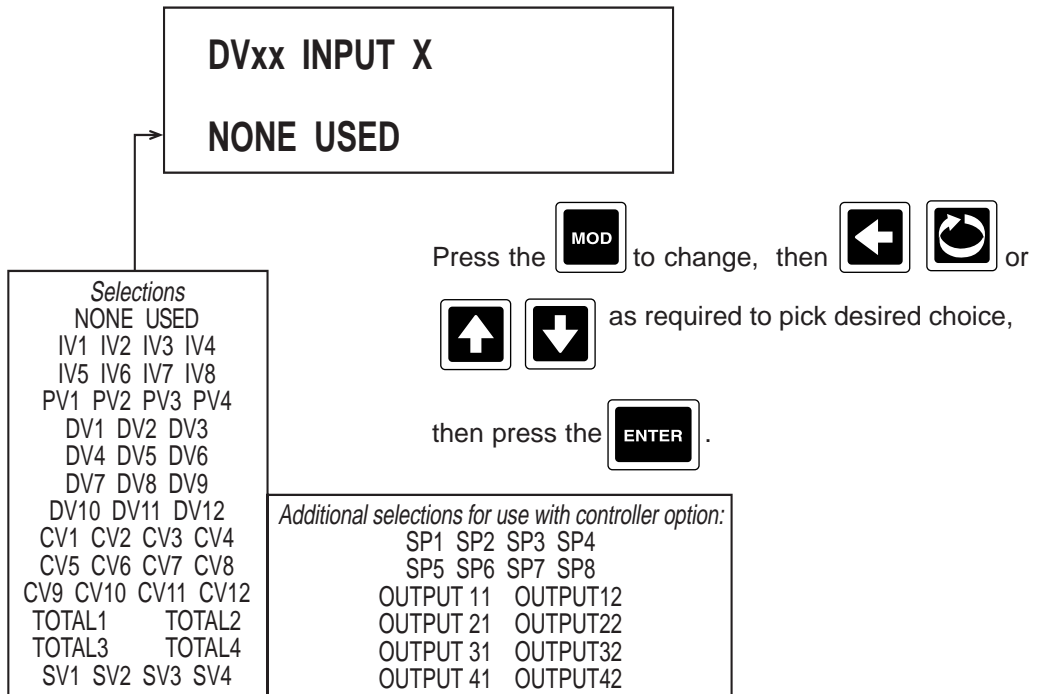 DVxx INPUT X
NONE USED
Press the MOD to change, then or
as required to pick desired choice,
then press the ENTER .
Selections
NONE USED
IV1 IV2 IV3 IV4
IV5 IV6 IV7 IV8
PV1 PV2 PV3 PV4
DV1 DV2 DV3
DV4 DV5 DV6
DV7 DV8 DV9
DV10 DV11 DV12
CV1 CV2 CV3 CV4
CV5 CV6 CV7 CV8
CV9 CV10 CV11 CV12
TOTAL1 TOTAL2
TOTAL3 TOTAL4
SV1 SV2 SV3 SV4
Additional selections for use with controller option:
SP1 SP2 SP3 SP4
SP5 SP6 SP7 SP8
OUTPUT 11 OUTPUT12
OUTPUT 21 OUTPUT22
OUTPUT 31 OUTPUT32
OUTPUT 41 OUTPUT42